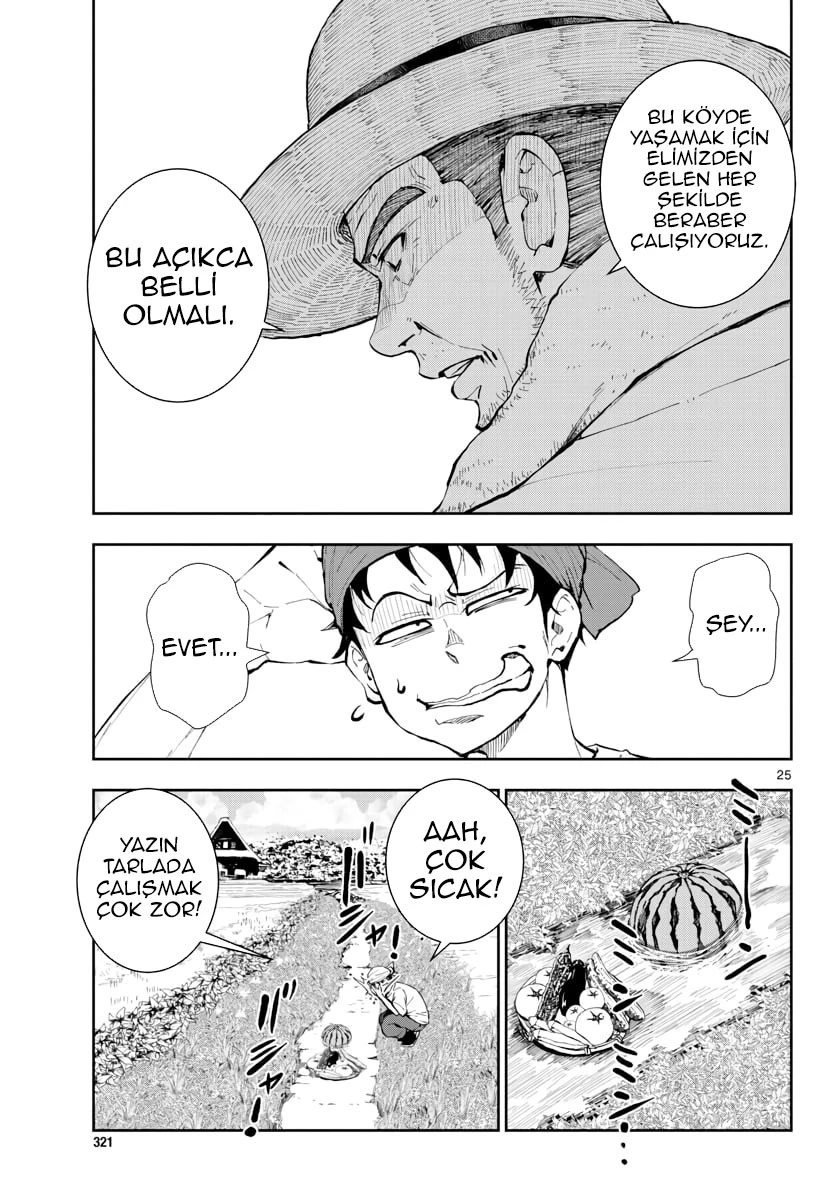 BU KÖYDE
YAŞAMAK İÇİN
ELİMİZDEN
GELEN HER
ŞEKİLDE
BERABER
ÇALIŞIYORUZ.
BU AÇIKCA
BELLİ
OLMALI.
ŞEY...
EVET...
25
AAH,
ÇOK
SICAK!
YAZIN
TARLADA
ÇALIŞMAK
ÇOK ZOR!
321